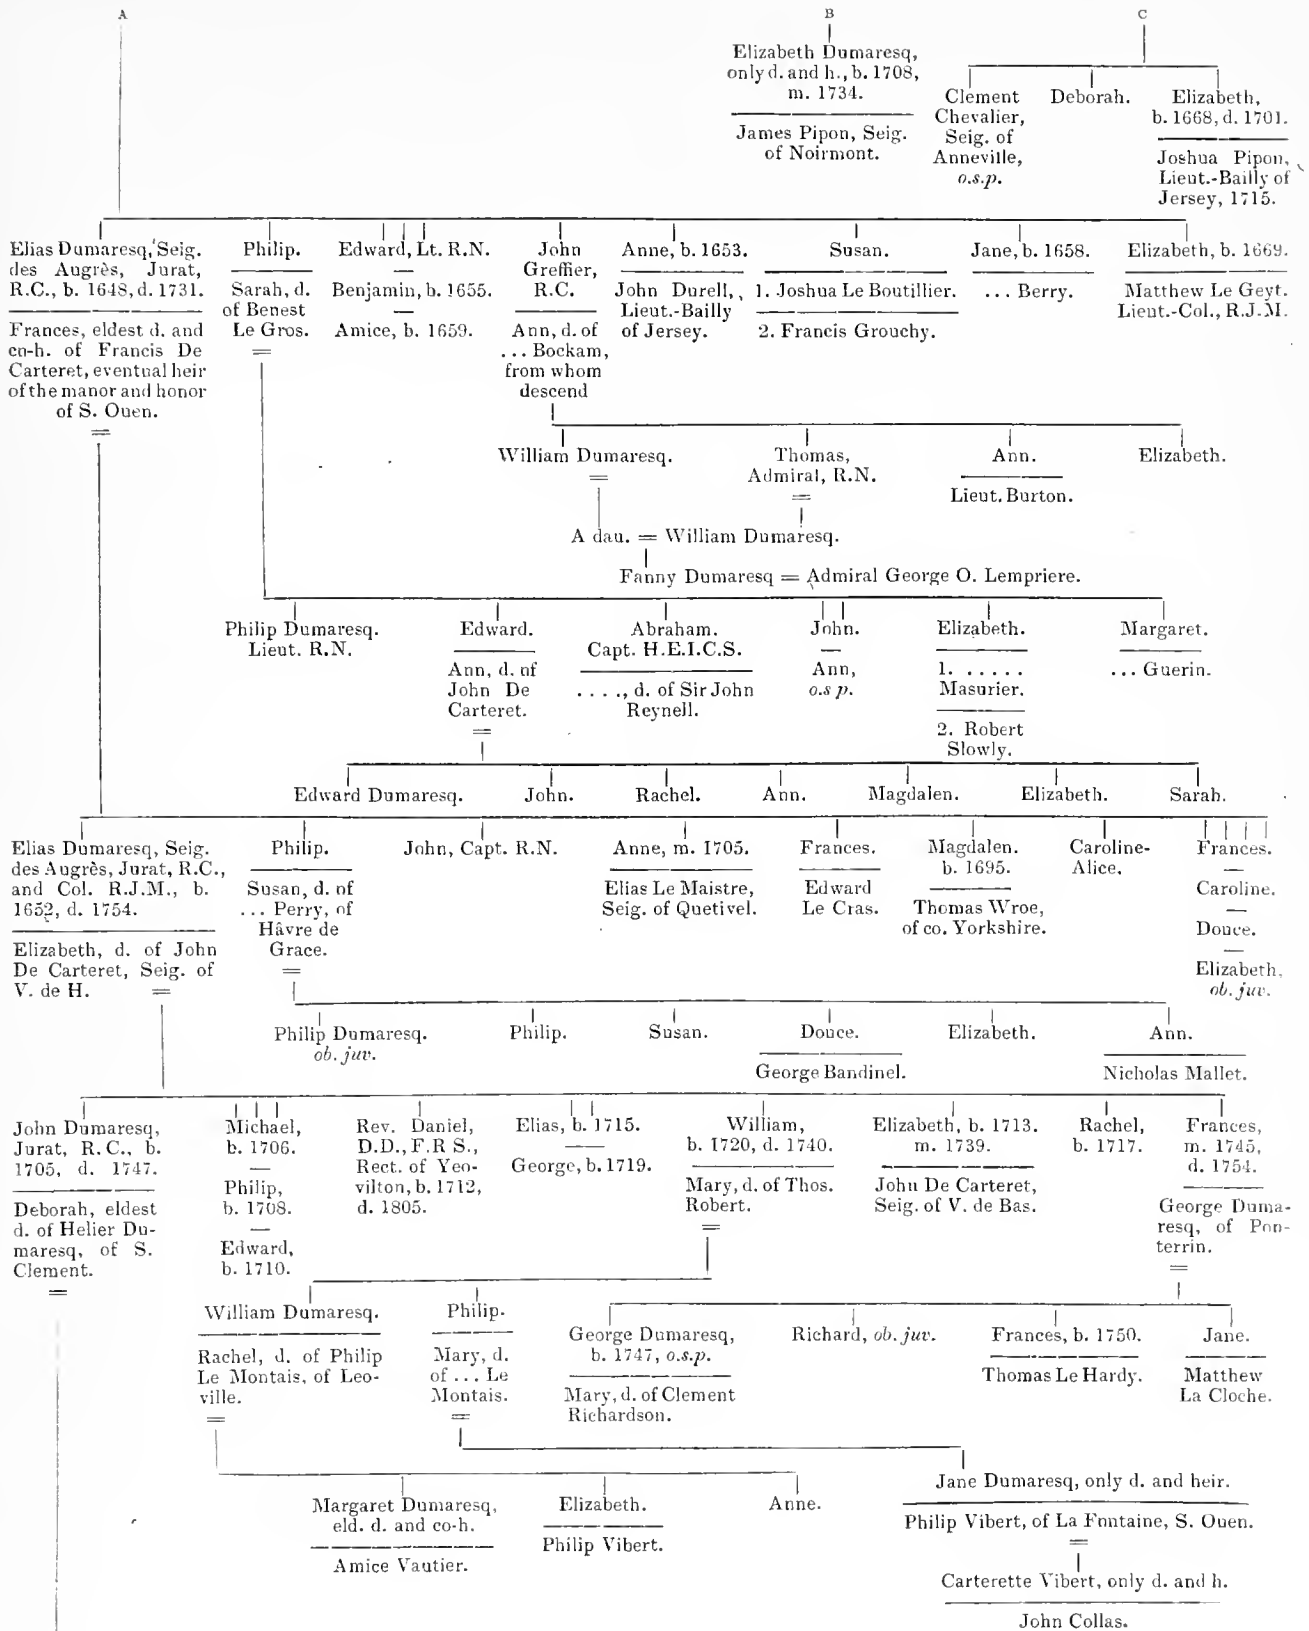 A
B
C
Elizabeth Dumaresq,
only d. and h., b. 1708,
m. 1734.
James Pipon, Seig.
of Noirmont.
Clement
Chevalier,
Seig. of
Anneville,
o.s.p.
Deborah.
Elizabeth,
b. 1668, d. 1701.
Joshua Pipon,
Lieut.-Bailly of
Jersey, 1715.
Elias Dumaresq, Seig.
des Augrès, Jurat,
R.C., b. 1648, d. 1731.
Frances, eldest d. and
co-h. of Francis De
Carteret, eventual heir
of the manor and honor
of S. Ouen.
=
Philip.
Sarah, d.
of Benest
Le Gros.
=
Edward, Lt. R.N.
—
Benjamin, b. 1655.
—
Amice, b. 1659.
John
Greffier,
R.C.
Ann, d. of
... Bockam,
from whom
descend
Anne, b. 1653.
John Durell,
Lieut.-Bailly
of Jersey.
Susan.
1. Joshua Le Boutillier.
2. Francis Grouchy.
Jane, b. 1658.
... Berry.
Elizabeth, b. 1669.
Matthew Le Geyt.
Lieut.-Col., R.J.M.
William Dumaresq.
=
Thomas,
Admiral, R.N.
=
Ann.
Lieut. Burton.
Elizabeth.
A dau. = William Dumaresq.
Fanny Dumaresq = Admiral George O. Lempriere.
Philip Dumaresq.
Lieut. R.N.
Edward.
Ann, d. of
John De
Carteret.
=
Abraham.
Capt. H.E.I.C.S.
. . . ., d. of Sir John
Reynell.
John.
—
Ann,
o.s p.
Elizabeth.
1. . . . . .
Masurier.
2. Robert
Slowly.
Margaret.
... Guerin.
Edward Dumaresq.
John.
Rachel.
Ann.
Magdalen.
Elizabeth.
Sarah.
Elias Dumaresq, Seig.
des Augrès, Jurat, R.C.,
and Col. R.J.M., b.
1652, d. 1754.
Elizabeth, d. of John
De Carteret, Seig. of
V. de H. =
Philip.
Susan, d. of
... Perry, of
Hâvre de
Grace.
=
John, Capt. R.N.
Anne, m. 1705.
Elias Le Maistre,
Seig. of Quetivel.
Frances.
Edward
Le Cras.
Magdalen.
b. 1695.
Thomas Wroe,
of co. Yorkshire.
Caroline-
Alice.
Frances.
—
Caroline.
—
Douce.
—
Elizabeth,
ob. juv.
Philip Dumaresq.
ob. juv.
Philip.
Susan.
Douce.
George Bandinel.
Elizabeth.
Ann.
Nicholas Mallet.
John Dumaresq,
Jurat, R.C., b.
1705, d. 1747.
Deborah, eldest
d. of Helier Du-
maresq, of S.
Clement.
=
Michael,
b. 1706.
—
Philip,
b. 1708.
—
Edward,
b. 1710.
Rev. Daniel,
D.D., F.R S.,
Rect. of Yeo-
vilton, b. 1712,
d. 1805.
Elias, b. 1715.
—
George, b. 1719.
William,
b. 1720, d. 1740.
Mary, d. of Thos.
Robert.
=
Elizabeth, b. 1713.
m. 1739.
John De Carteret,
Seig. of V. de Bas.
Rachel,
b. 1717.
Frances,
m. 1745,
d. 1754.
George Duma-
resq, of Pon-
terrin.
=
William Dumaresq.
Rachel, d. of Philip
Le Montais, of Leo-
ville.
=
Philip.
Mary, d.
of ... Le
Montais.
=
George Dumaresq,
b. 1747, o.s.p.
Mary, d. of Clement
Richardson.
Richard, ob. juv.
Frances, b. 1750.
Thomas Le Hardy.
Jane.
Matthew
La Cloche.
Margaret Dumaresq,
eld. d. and co-h.
Amice Vautier.
Elizabeth.
Philip Vibert.
Anne.
Jane Dumaresq, only d. and heir.
Philip Vibert, of La Fontaine, S. Ouen.
=
Carterette Vibert, only d. and h.
John Collas.